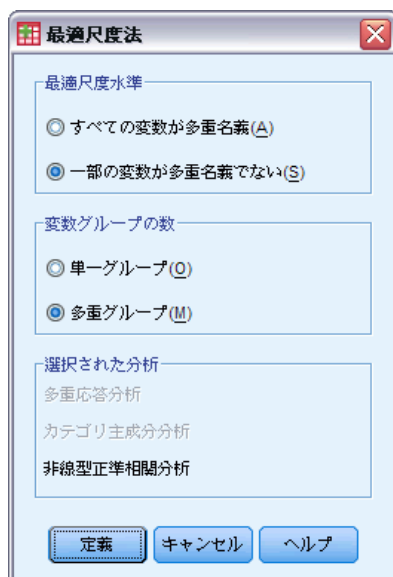 最適尺度法
最適尺度水準
すべての変数が多重名義(A)
一部の変数が多重名義でない(S)
変数グループの数
単一グループ(O)
多重グループ(M)
選択された分析
多重応答分析
カテゴリ主成分分析
非線型正準相関分析
定義 キャンセル ヘルプ